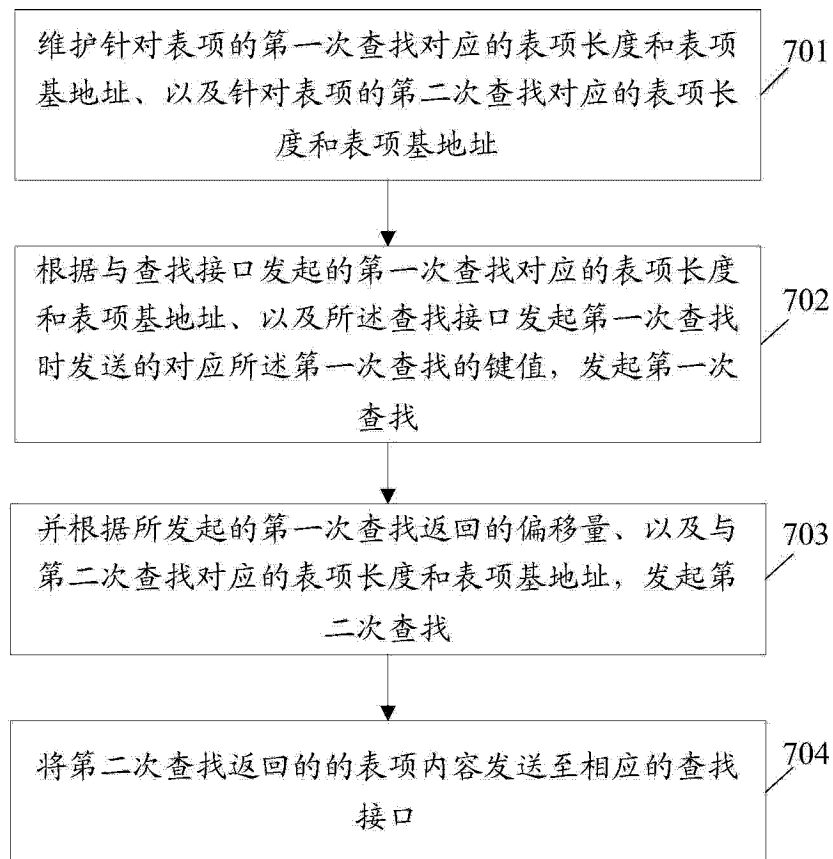 维护针对表项的第一次查找对应的表项长度和表项
基地址、以及针对表项的第二次查找对应的表项长
度和表项基地址
701
根据与查找接口发起的第一次查找对应的表项长度
和表项基地址、以及所述查找接口发起第一次查找
时发送的对应所述第一次查找的键值，发起第一次
查找
702
并根据所发起的第一次查找返回的偏移量、以及与
第二次查找对应的表项长度和表项基地址，发起第
二次查找
703
将第二次查找返回的的表项内容发送至相应的查找
接口
704